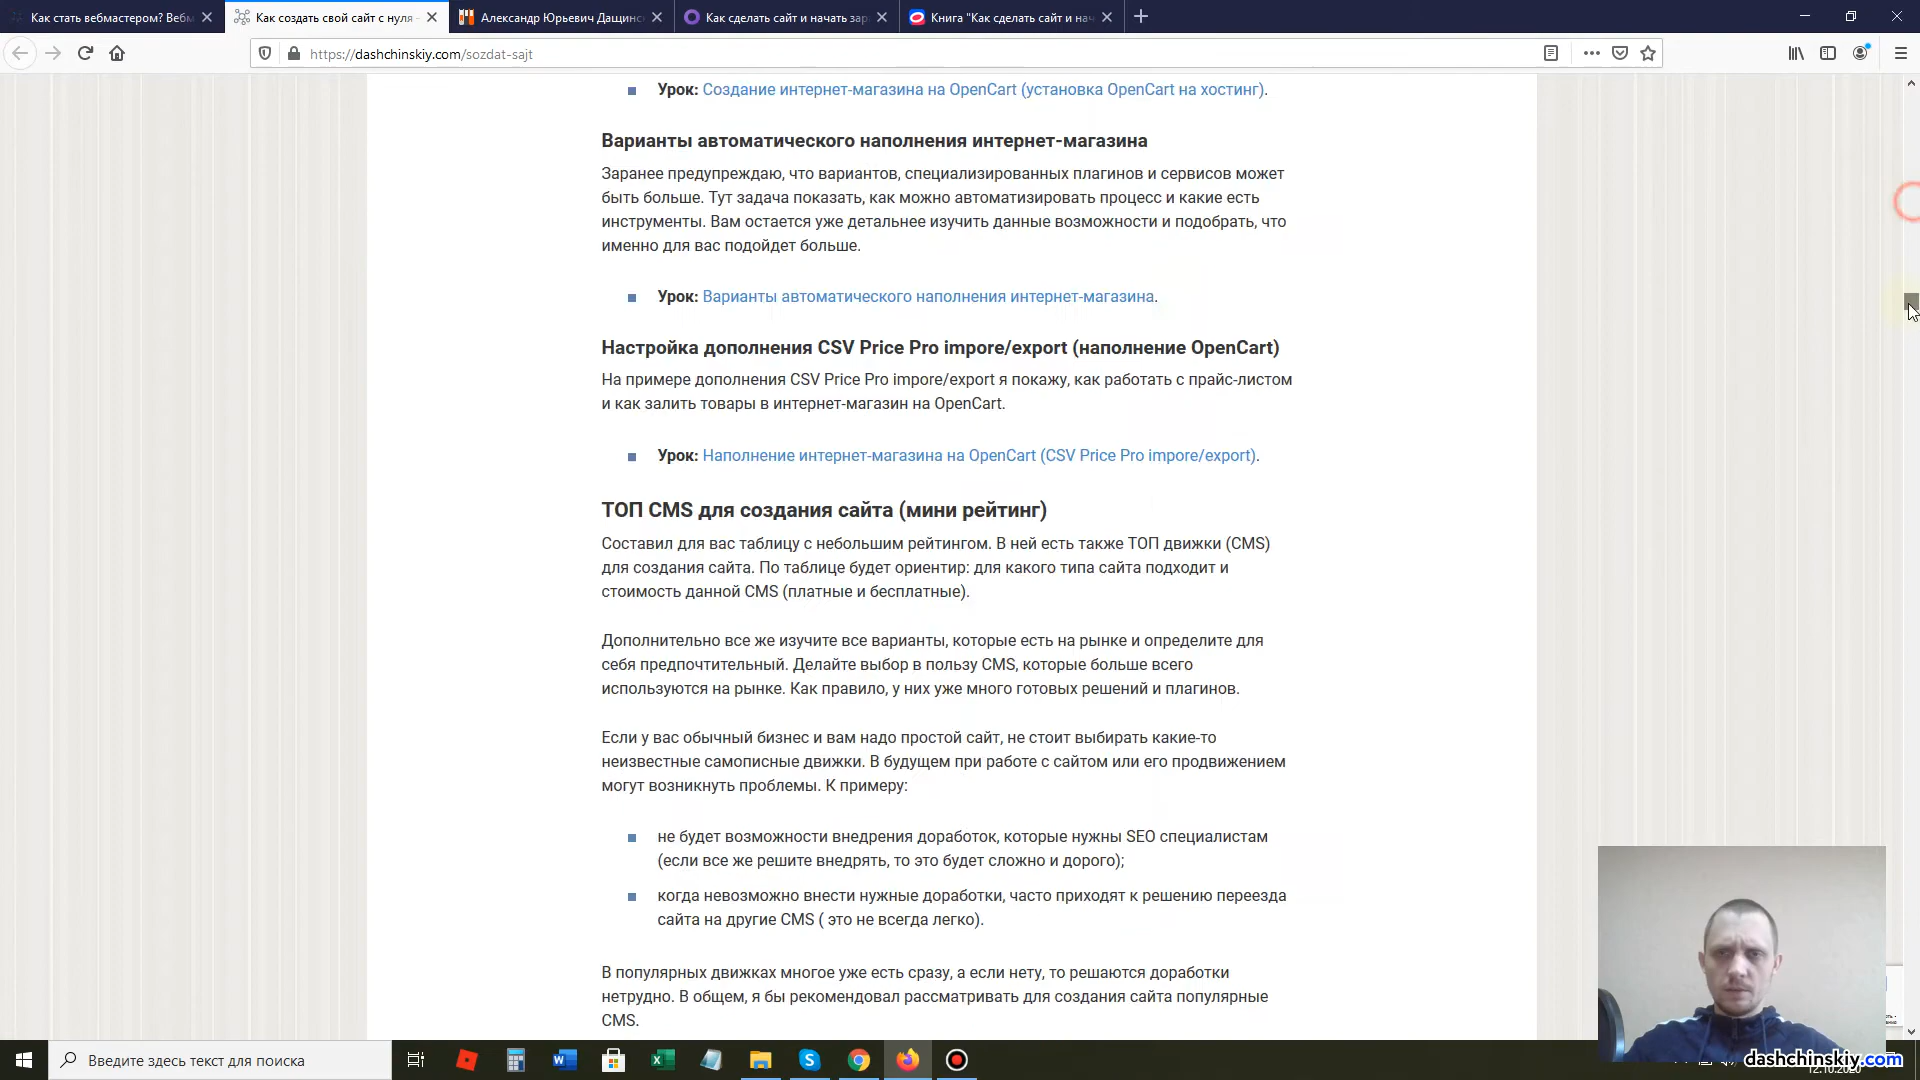 Как стать вебмастером? Веб
Как создать свой сайт с нуля
Александр Юрьевич Дащинс
Как сделать сайт и начать зар
Книга "Как сделать сайт и нач
https://dashchinskiy.com/sozdat-sajt
Урок: Создание интернет-магазина на OpenCart (установка OpenCart на хостинг).
Варианты автоматического наполнения интернет-магазина
Заранее предупреждаю, что вариантов, специализированных плагинов и сервисов может
быть больше. Тут задача показать, как можно автоматизировать процесс и какие есть
инструменты. Вам остается уже детальнее изучить данные возможности и подобрать, что
именно для вас подойдет больше.
Урок: Варианты автоматического наполнения интернет-магазина.
Настройка дополнения CSV Price Pro impore/export (наполнение OpenCart)
На примере дополнения CSV Price Pro impore/export я покажу, как работать с прайс-листом
и как залить товары в интернет-магазин на OpenCart.
Урок: Наполнение интернет-магазина на OpenCart (CSV Price Pro impore/export).
ТОП CMS для создания сайта (мини рейтинг)
Составил для вас таблицу с небольшим рейтингом. В ней есть также ТОП движки (CMS)
для создания сайта. По таблице будет ориентир: для какого типа сайта подходит и
стоимость данной CMS (платные и бесплатные).
Дополнительно все же изучите все варианты, которые есть на рынке и определите для
себя предпочтительный. Делайте выбор в пользу CMS, которые больше всего
используются на рынке. Как правило, у них уже много готовых решений и плагинов.
Если у вас обычный бизнес и вам надо простой сайт, не стоит выбирать какие-то
неизвестные самописные движки. В будущем при работе с сайтом или его продвижением
могут возникнуть проблемы. К примеру:
не будет возможности внедрения доработок, которые нужны SEO специалистам
(если все же решите внедрять, то это будет сложно и дорого);
когда невозможно внести нужные доработки, часто приходят к решению переезда
сайта на другие CMS ( это не всегда легко).
В популярных движках многое уже есть сразу, а если нету, то решаются доработки
нетрудно. В общем, я бы рекомендовал рассматривать для создания сайта популярные
CMS.
Введите здесь текст для поиска
dashchinskiy.com
12.10.2020